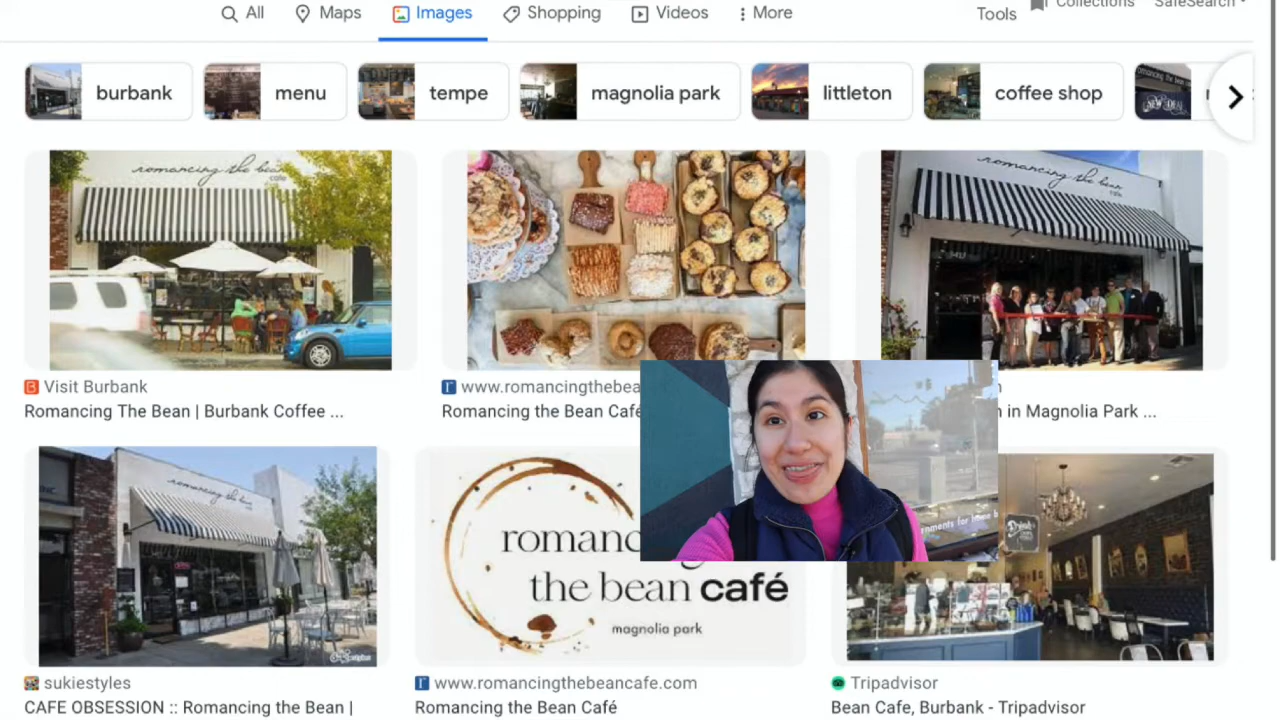 All
Maps
Images
Shopping
Videos
More
Tools
Collections
SafeSearch
burbank
menu
tempe
magnolia park
littleton
coffee shop
romancing the bean
cafe
romancing the bean
cafe
Visit Burbank
Romancing The Bean | Burbank Coffee ...
www.romancingthebea
Romancing the Bean Café
in Magnolia Park ...
romancing the bean
romanc
the bean café
magnolia park
Drinks
sukiestyles
CAFE OBSESSION :: Romancing the Bean |
www.romancingthebeancafe.com
Romancing the Bean Café
Tripadvisor
Bean Cafe, Burbank - Tripadvisor